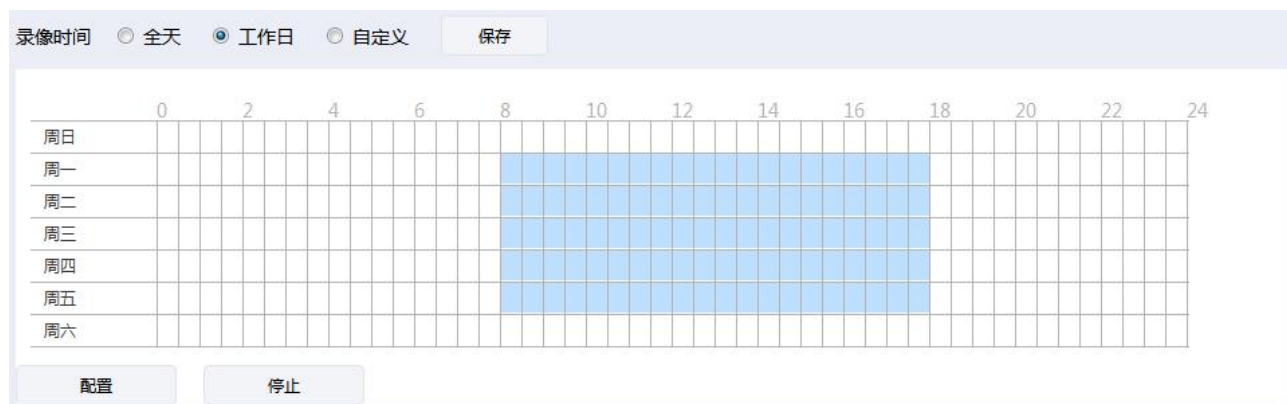 录像时间 全天 工作日 自定义 保存
0 2 4 6 8 10 12 14 16 18 20 22 24
周日
周一
周二
周三
周四
周五
周六
配置 停止